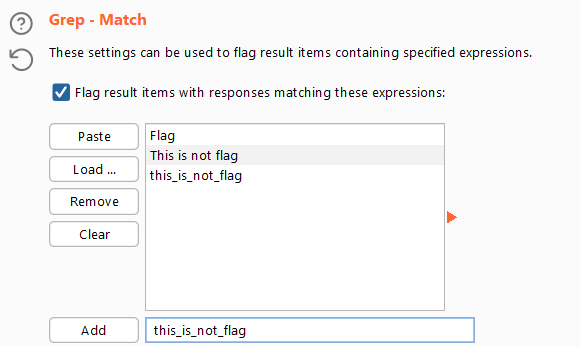 Grep - Match
These settings can be used to flag result items containing specified expressions.
Flag result items with responses matching these expressions:
Paste
Load ...
Remove
Clear
Flag
This is not flag
this_is_not_flag
Add
this_is_not_flag